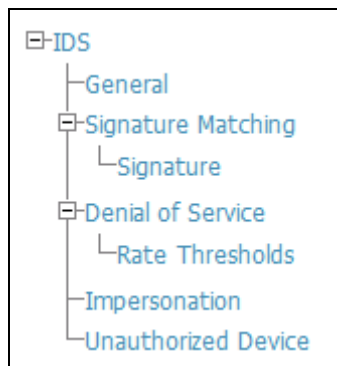 IDS
General
Signature Matching
Signature
Denial of Service
Rate Thresholds
Impersonation
Unauthorized Device